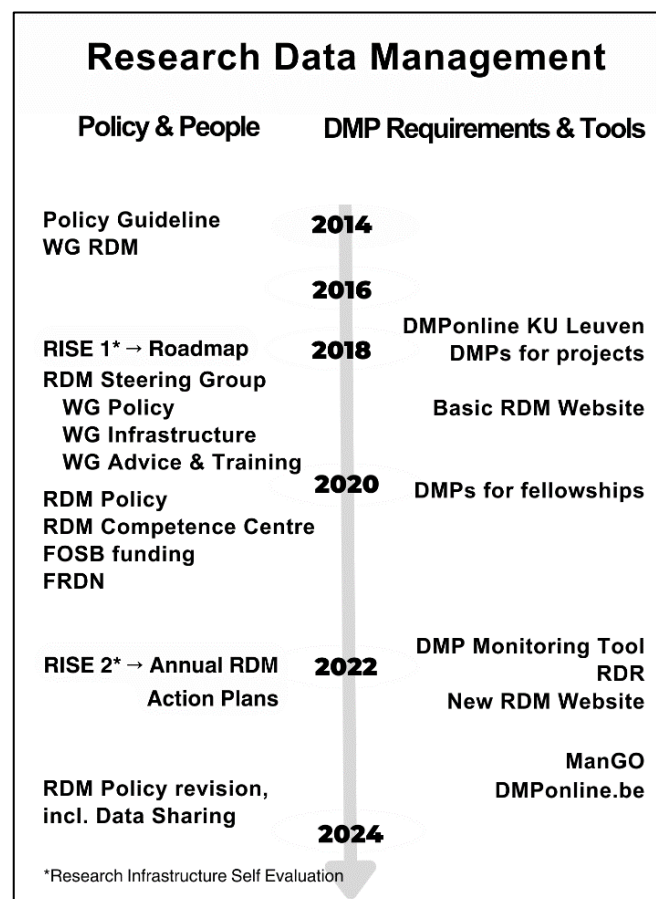 Research Data Management
Policy & People
DMP Requirements & Tools
2014
Policy Guideline
WG RDM
2016
DMPonline KU Leuven
RISE 1* → Roadmap
2018
DMPs for projects
RDM Steering Group
WG Policy
Basic RDM Website
WG Infrastructure
WG Advice & Training
2020
DMPs for fellowships
RDM Policy
RDM Competence Centre
FOSB funding
FRDN
DMP Monitoring Tool
RISE 2* → Annual RDM
2022
RDR
Action Plans
New RDM Website
ManGO
RDM Policy revision,
DMPonline.be
incl. Data Sharing
2024
*Research Infrastructure Self Evaluation